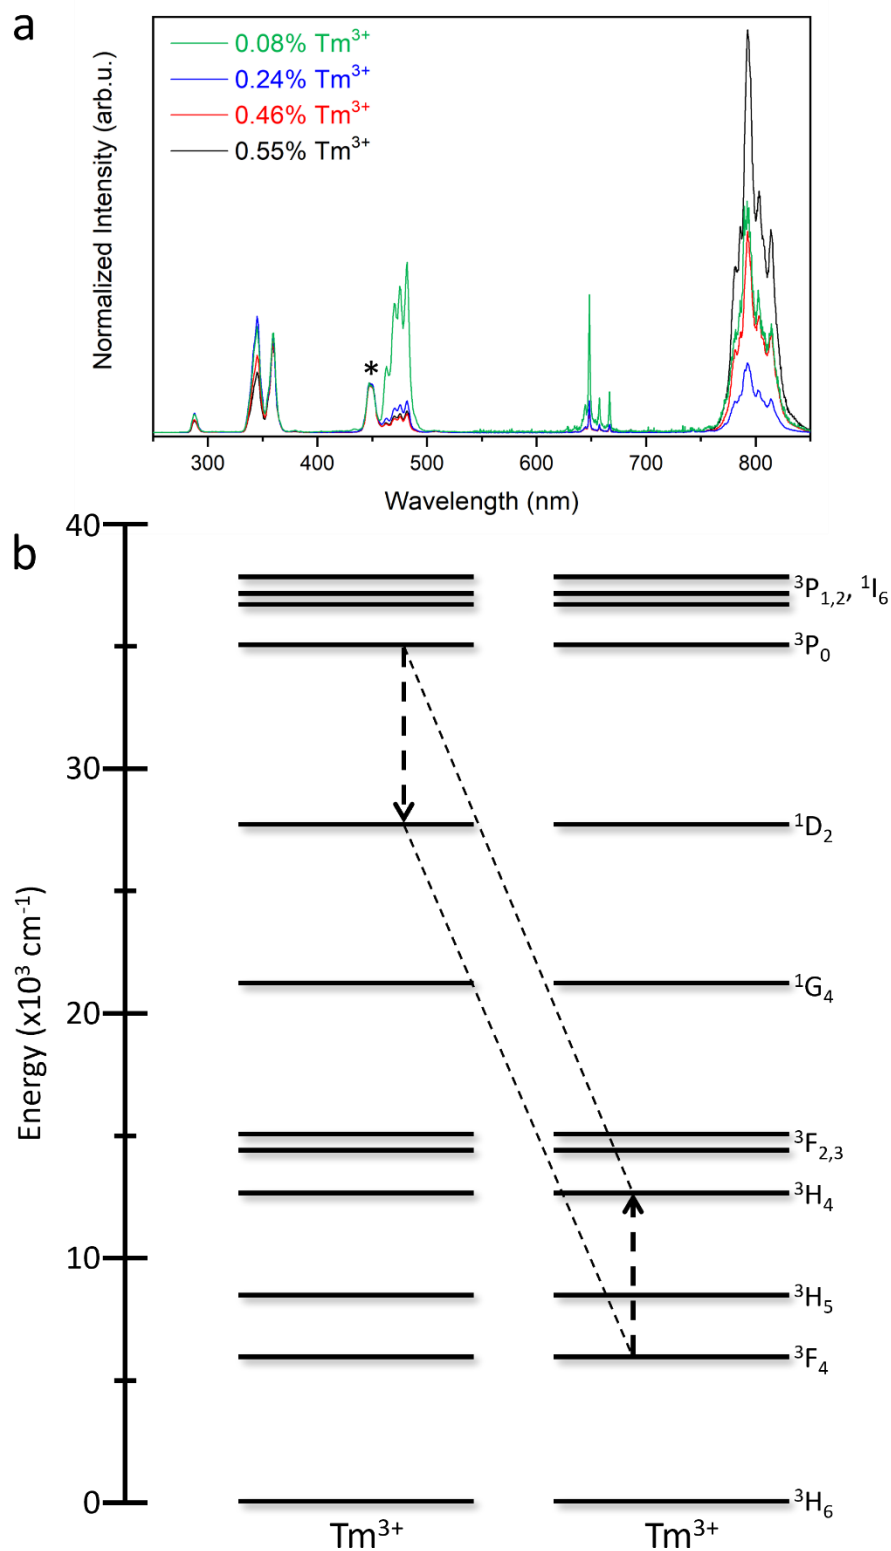 a
0.08% Tm³⁺
0.24% Tm³⁺
0.46% Tm³⁺
0.55% Tm³⁺
*
Normalized Intensity (arb.u.)
300 400 500 600 700 800
Wavelength (nm)
b
40
30
20
10
0
Energy (x10³ cm⁻¹)
³P₁,₂, ¹I₆
³P₀
¹D₂
¹G₄
³F₂,₃
³H₄
³H₅
³F₄
³H₆
Tm³⁺ Tm³⁺